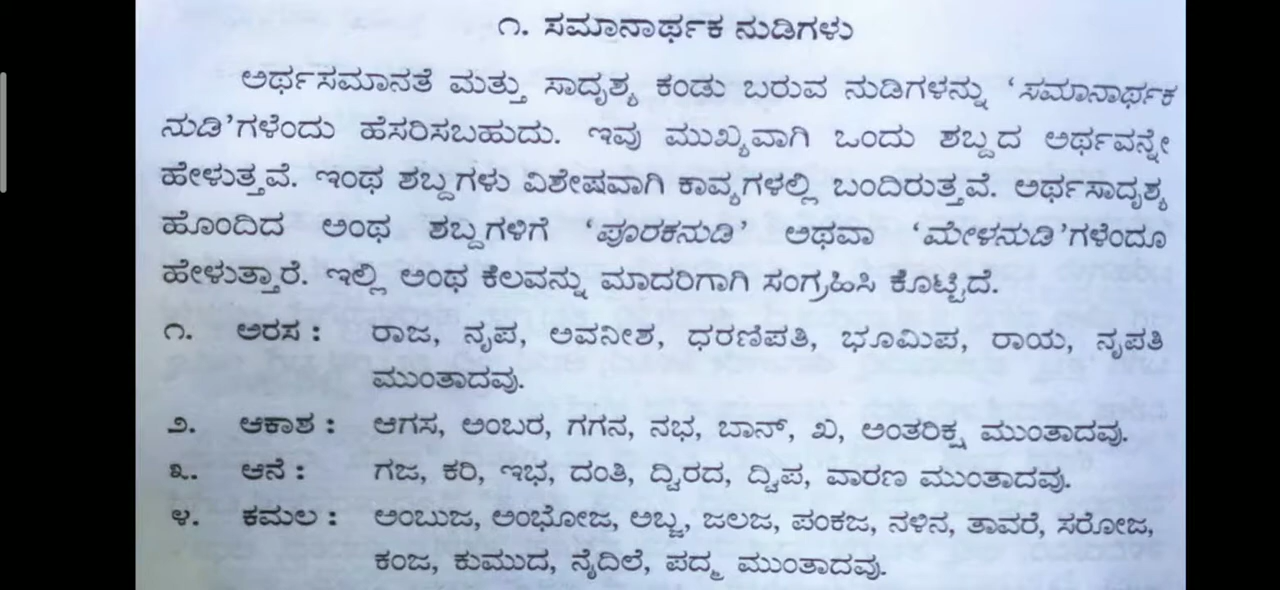 ೧. ಸಮಾನಾರ್ಥಕ ನುಡಿಗಳು
ಅರ್ಥಸಮಾನತೆ ಮತ್ತು ಸಾದೃಶ್ಯ ಕಂಡು ಬರುವ ನುಡಿಗಳನ್ನು ‘ಸಮಾನಾರ್ಥಕ
ನುಡಿ’ಗಳೆಂದು ಹೆಸರಿಸಬಹುದು. ಇವು ಮುಖ್ಯವಾಗಿ ಒಂದು ಶಬ್ದದ ಅರ್ಥವನ್ನೇ
ಹೇಳುತ್ತವೆ. ಇಂಥ ಶಬ್ದಗಳು ವಿಶೇಷವಾಗಿ ಕಾವ್ಯಗಳಲ್ಲಿ ಬಂದಿರುತ್ತವೆ. ಅರ್ಥಸಾದೃಶ್ಯ
ಹೊಂದಿದ ಅಂಥ ಶಬ್ದಗಳಿಗೆ ‘ಪೂರಕನುಡಿ’ ಅಥವಾ ‘ಮೇಳನುಡಿ’ಗಳೆಂದೂ
ಹೇಳುತ್ತಾರೆ. ಇಲ್ಲಿ ಅಂಥ ಕೆಲವನ್ನು ಮಾದರಿಗಾಗಿ ಸಂಗ್ರಹಿಸಿ ಕೊಟ್ಟಿದೆ.
೧. ಅರಸ : ರಾಜ, ನೃಪ, ಅವನೀಶ, ಧರಣಿಪತಿ, ಭೂಮಿಪ, ರಾಯ, ನೃಪತಿ
ಮುಂತಾದವು.
೨. ಆಕಾಶ : ಆಗಸ, ಅಂಬರ, ಗಗನ, ನಭ, ಬಾನ್, ಖ, ಅಂತರಿಕ್ಷ ಮುಂತಾದವು.
೩. ಆನೆ : ಗಜ, ಕರಿ, ಇಭ, ದಂತಿ, ದ್ವಿರದ, ದ್ವಿಪ, ವಾರಣ ಮುಂತಾದವು.
೪. ಕಮಲ : ಅಂಬುಜ, ಅಂಭೋಜ, ಅಬ್ಜ, ಜಲಜ, ಪಂಕಜ, ನಳಿನ, ತಾವರೆ, ಸರೋಜ,
ಕಂಜ, ಕುಮುದ, ನೈದಿಲೆ, ಪದ್ಮ ಮುಂತಾದವು.